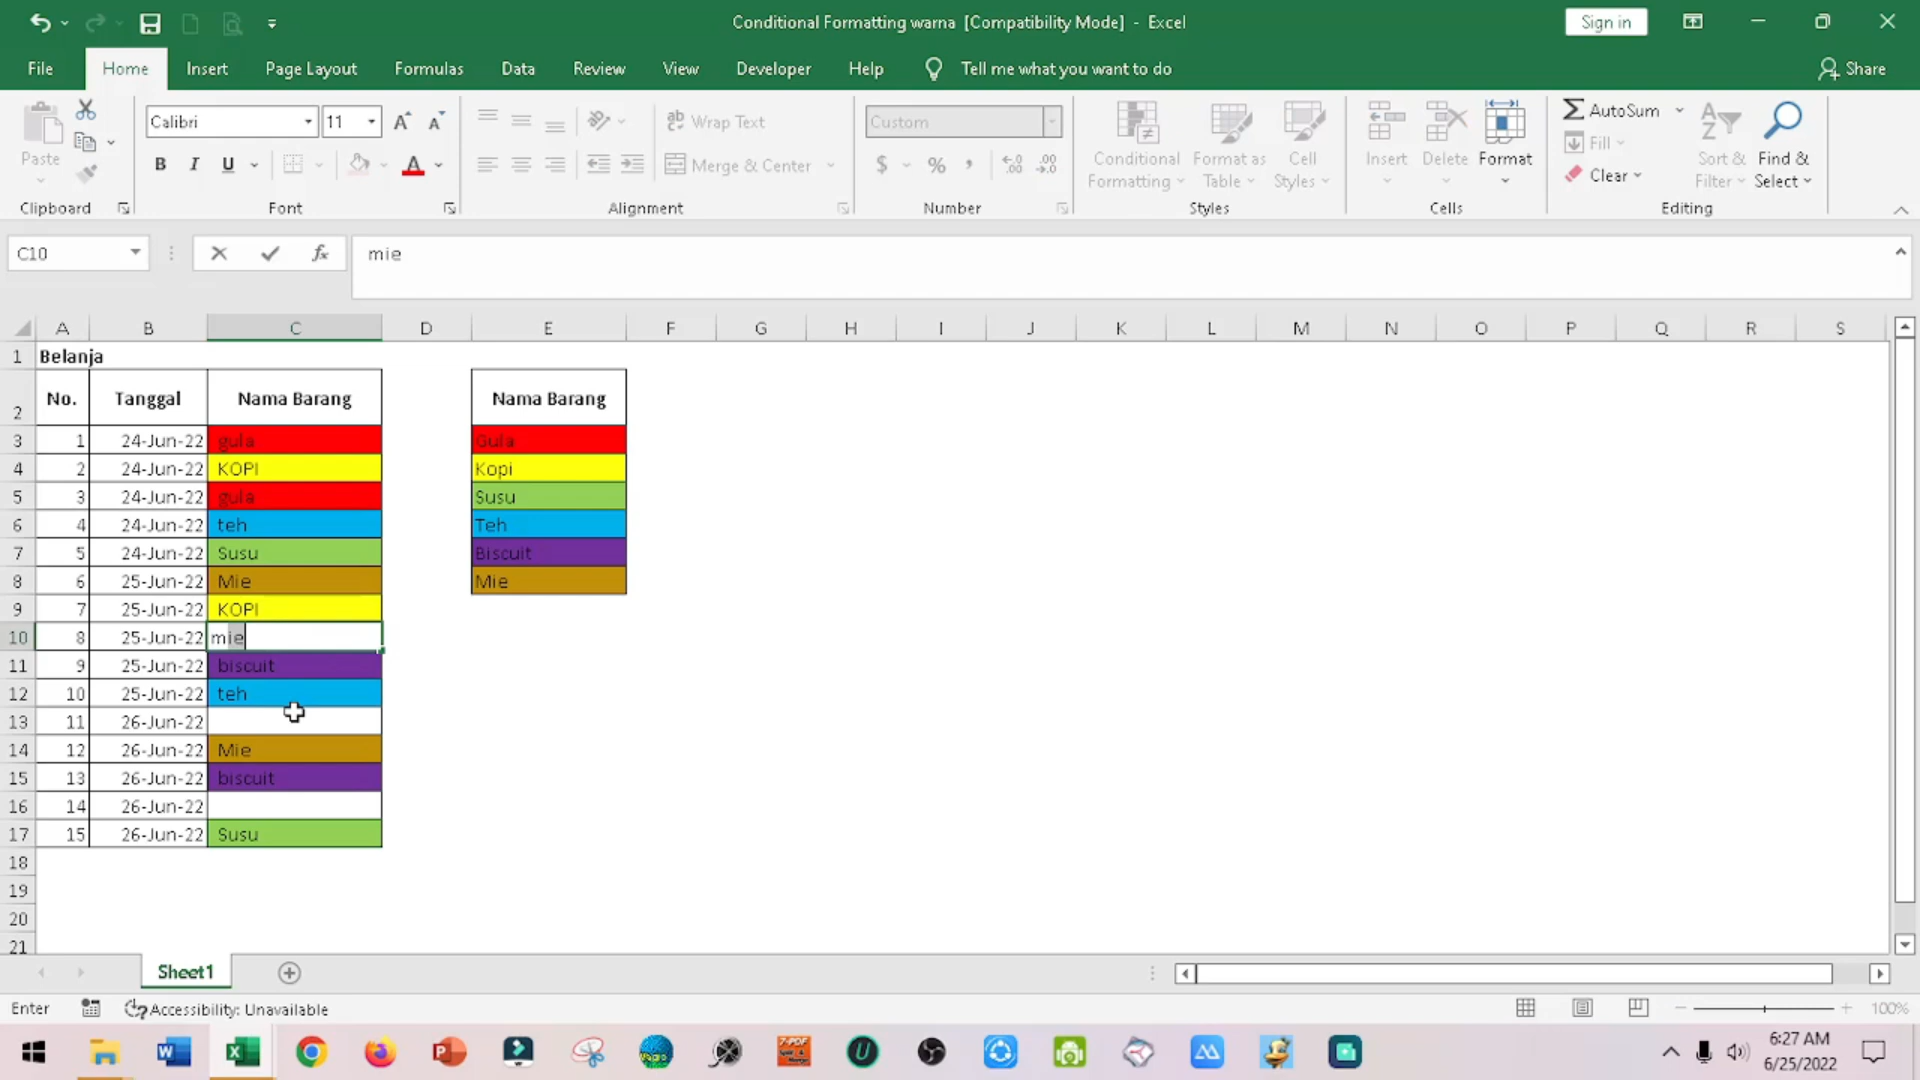 Conditional Formatting warna [Compatibility Mode] - Excel
Sign in
File Home Insert Page Layout Formulas Data Review View Developer Help Tell me what you want to do Share
Calibri 11 Wrap Text Custom AutoSum
Paste Fill
B I U Merge & Center $ % , Conditional Formatting Format as Table Cell Styles Insert Delete Format Clear Sort & Filter Find & Select
Clipboard Font Alignment Number Styles Cells Editing
C10 fx mie
A B C D E F G H I J K L M N O P Q R S
1 Belanja
2 No. Tanggal Nama Barang Nama Barang
3 1 24-Jun-22 gula Gula
4 2 24-Jun-22 KOPI Kopi
5 3 24-Jun-22 gula Susu
6 4 24-Jun-22 teh Teh
7 5 24-Jun-22 Susu Biscuit
8 6 25-Jun-22 Mie Mie
9 7 25-Jun-22 KOPI
10 8 25-Jun-22 mie
11 9 25-Jun-22 biscuit
12 10 25-Jun-22 teh
13 11 26-Jun-22
14 12 26-Jun-22 Mie
15 13 26-Jun-22 biscuit
16 14 26-Jun-22
17 15 26-Jun-22 Susu
18
19
20
21
Sheet1
Enter Accessibility: Unavailable 100%
6:27 AM
6/25/2022